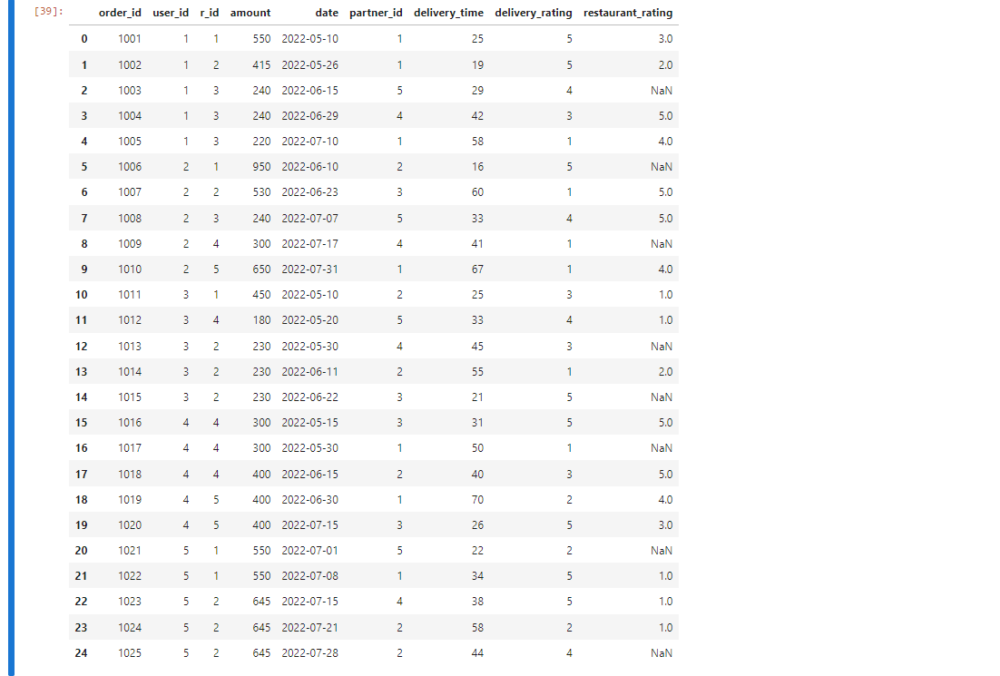 [39]:
order_id user_id r_id amount date partner_id delivery_time delivery_rating restaurant_rating
0 1001 1 1 550 2022-05-10 1 25 5 3.0
1 1002 1 2 415 2022-05-26 1 19 5 2.0
2 1003 1 3 240 2022-06-15 5 29 4 NaN
3 1004 1 3 240 2022-06-29 4 42 3 5.0
4 1005 1 3 220 2022-07-10 1 58 1 4.0
5 1006 2 1 950 2022-06-10 2 16 5 NaN
6 1007 2 2 530 2022-06-23 3 60 1 5.0
7 1008 2 3 240 2022-07-07 5 33 4 5.0
8 1009 2 4 300 2022-07-17 4 41 1 NaN
9 1010 2 5 650 2022-07-31 1 67 1 4.0
10 1011 3 1 450 2022-05-10 2 25 3 1.0
11 1012 3 4 180 2022-05-20 5 33 4 1.0
12 1013 3 2 230 2022-05-30 4 45 3 NaN
13 1014 3 2 230 2022-06-11 2 55 1 2.0
14 1015 3 2 230 2022-06-22 3 21 5 NaN
15 1016 4 4 300 2022-05-15 3 31 5 5.0
16 1017 4 4 300 2022-05-30 1 50 1 NaN
17 1018 4 4 400 2022-06-15 2 40 3 5.0
18 1019 4 5 400 2022-06-30 1 70 2 4.0
19 1020 4 5 400 2022-07-15 3 26 5 3.0
20 1021 5 1 550 2022-07-01 5 22 2 NaN
21 1022 5 1 550 2022-07-08 1 34 5 1.0
22 1023 5 2 645 2022-07-15 4 38 5 1.0
23 1024 5 2 645 2022-07-21 2 58 2 1.0
24 1025 5 2 645 2022-07-28 2 44 4 NaN